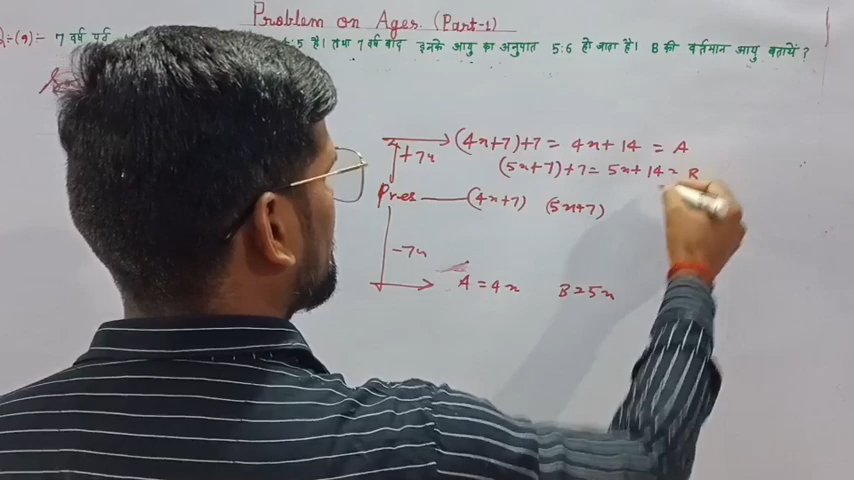 Problem on Ages. (Part-1)
Q:-(9):- 7 वर्ष पूर्व 4:5 है। तथा 7 वर्ष बाद इनके आयु का अनुपात 5:6 हो जाता है। B की वर्तमान आयु बतायें ?
(4x+7)+7 = 4x+14 = A
+7y
(5x+7)+7 = 5x+14 = B
Pres (4x+7) (5x+7)
-7y
A = 4x B = 5x